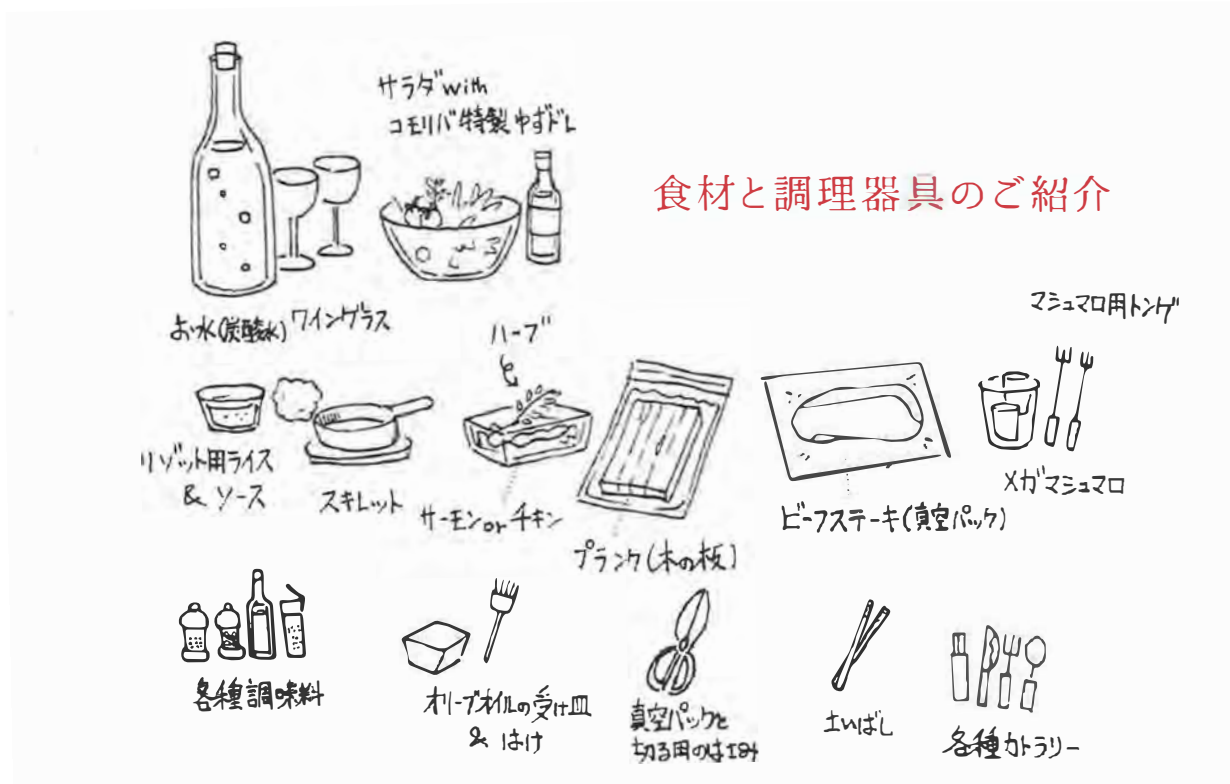 サラダwith
コモリバ特製ゆずドレ
食材と調理器具のご紹介
お水(炭酸水)
ワイングラス
ハーブ
マシュマロ用トング
リゾット用ライス
& ソース
スキレット
サーモンorチキン
プランク(木の板)
ビーフステーキ(真空パック)
メガマシュマロ
各種調味料
オリーブオイルの受け皿
& はけ
真空パックを
切る用のはさみ
各種カトラリー